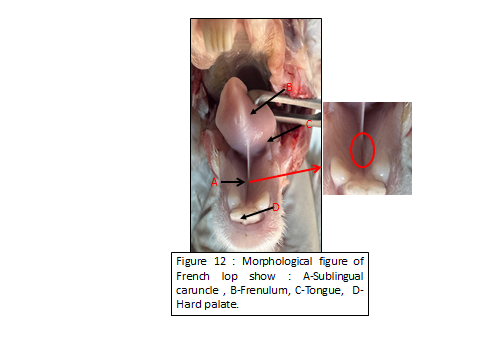 B
C
A
D
Figure 12 : Morphological figure of
French lop show : A-Sublingual
caruncle , B-Frenulum, C-Tongue, D-
Hard palate.